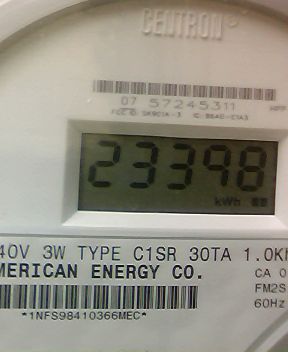 CENTRON
07 57245311
23398
kWh
40V 3W TYPE C1SR 30TA 1.0Kh
MERICAN ENERGY CO.
CA 0
FM2S
60Hz
*1NFS98410366MEC*